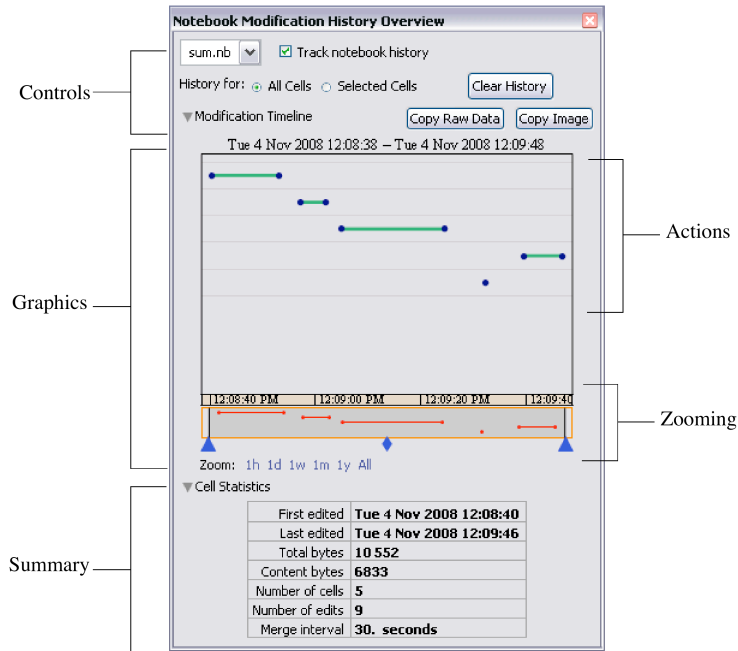 Notebook Modification History Overview
sum.nb Track notebook history
History for: All Cells Selected Cells Clear History
Controls
Modification Timeline Copy Raw Data Copy Image
Tue 4 Nov 2008 12:08:38 – Tue 4 Nov 2008 12:09:48
Actions
Graphics
12:08:40 PM 12:09:00 PM 12:09:20 PM 12:09:40
Zooming
Zoom: 1h 1d 1w 1m 1y All
Cell Statistics
First edited Tue 4 Nov 2008 12:08:40
Last edited Tue 4 Nov 2008 12:09:46
Total bytes 10 552
Content bytes 6833
Summary
Number of cells 5
Number of edits 9
Merge interval 30. seconds